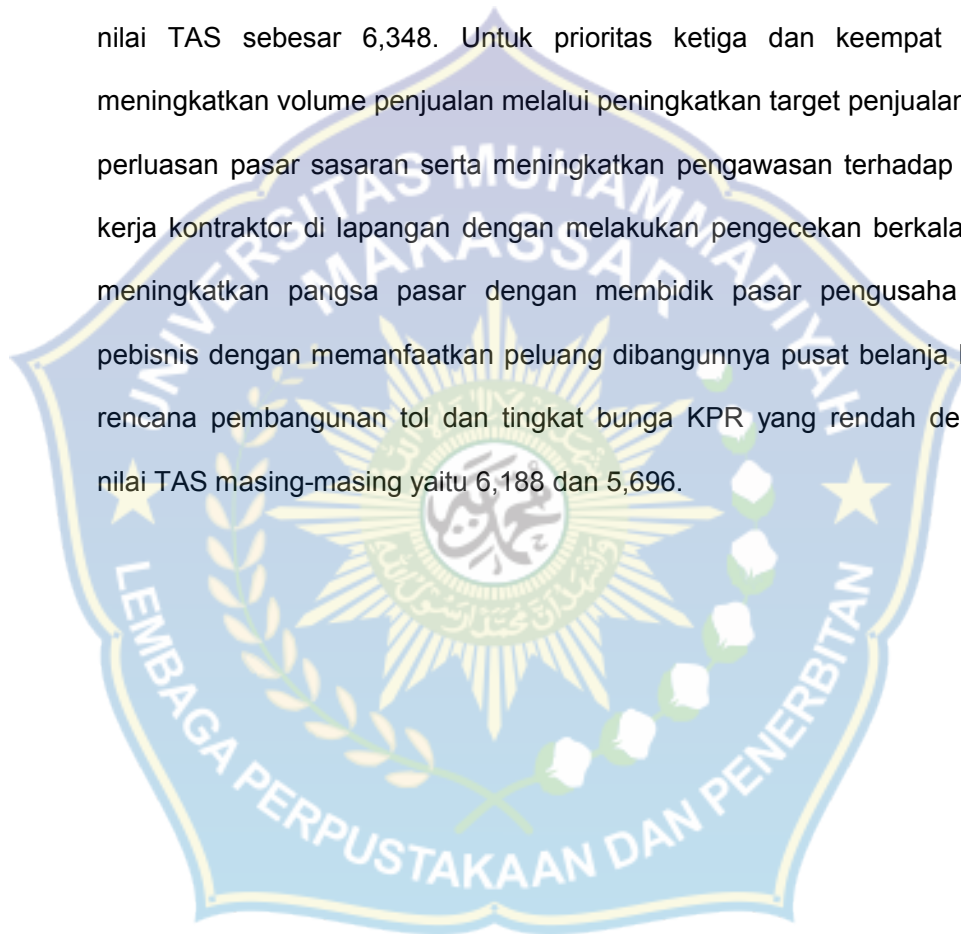 nilai TAS sebesar 6,348. Untuk prioritas ketiga dan keempat
meningkatkan volume penjualan melalui peningkatkan target penjualan
perluasan pasar sasaran serta meningkatkan pengawasan terhadap
kerja kontraktor di lapangan dengan melakukan pengecekan berkala
meningkatkan pangsa pasar dengan membidik pasar pengusaha
pebisnis dengan memanfaatkan peluang dibangunnya pusat belanja
rencana pembangunan tol dan tingkat bunga KPR yang rendah de
nilai TAS masing-masing yaitu 6,188 dan 5,696.
UNIVERSITAS MUHAMMADIYAH
MAKASSAR
LEMBAGA PERPUSTAKAAN DAN PENERBITAN